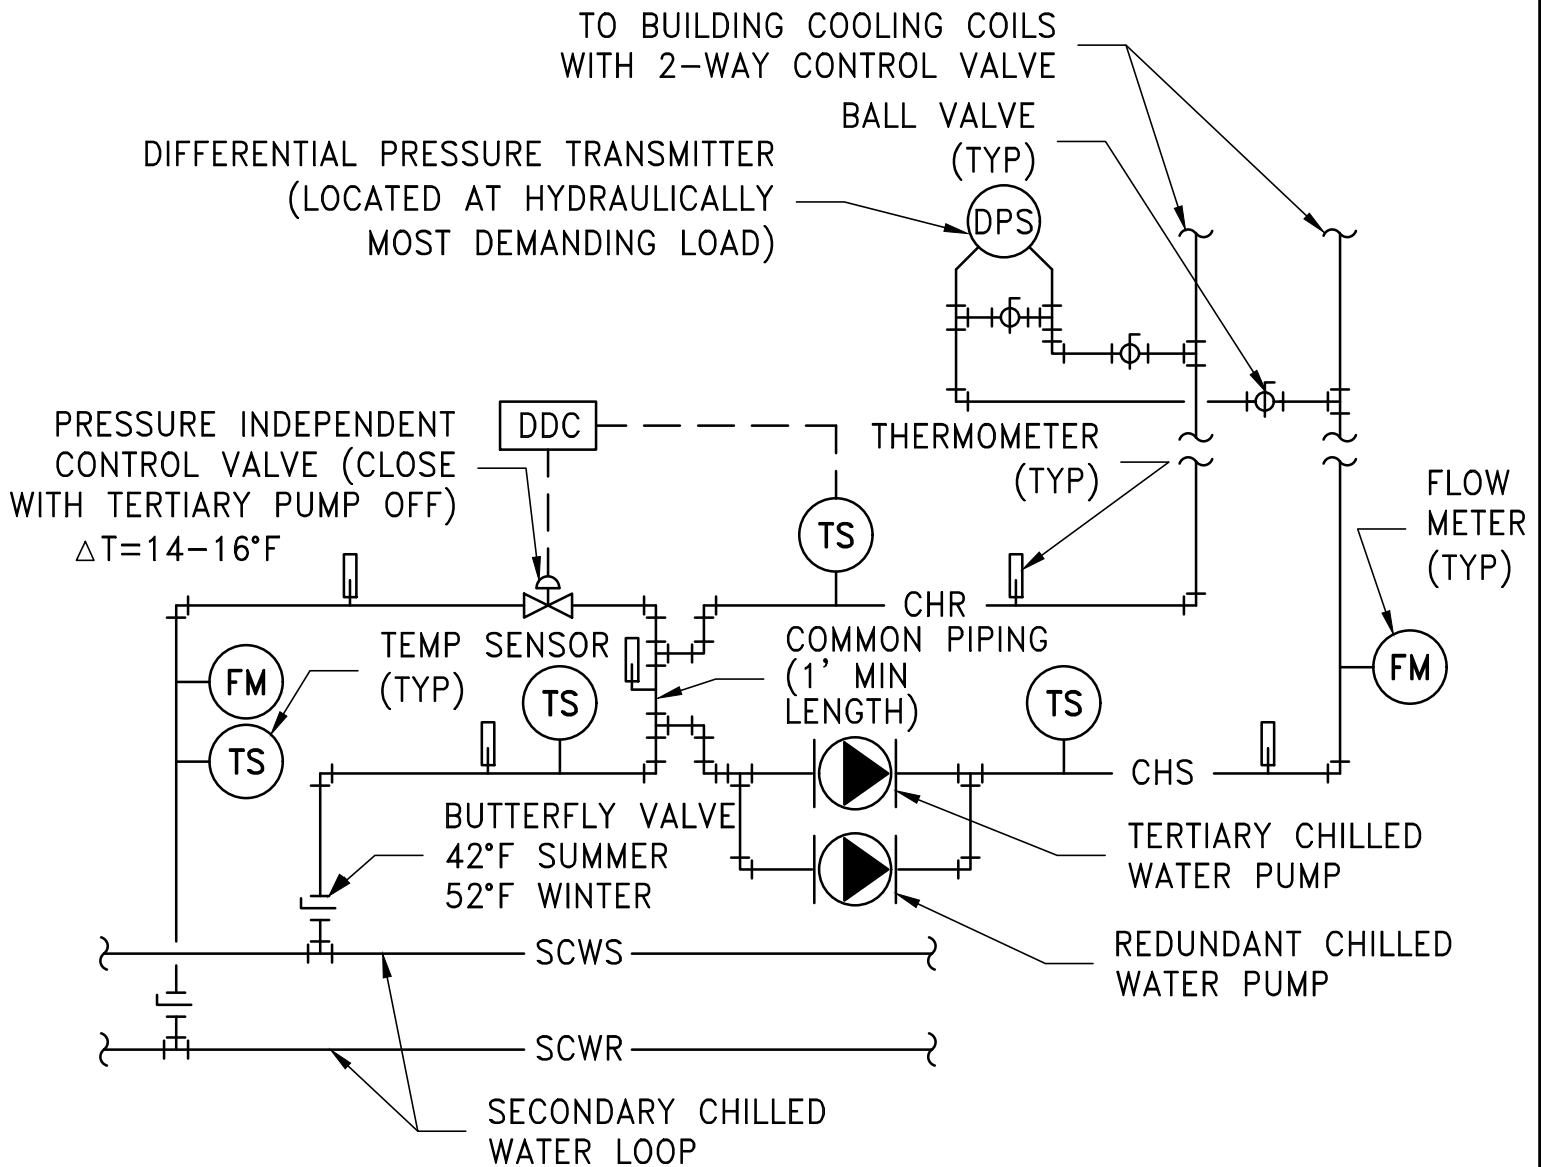 TO BUILDING COOLING COILS
WITH 2-WAY CONTROL VALVE
BALL VALVE
(TYP)
DIFFERENTIAL PRESSURE TRANSMITTER
(LOCATED AT HYDRAULICALLY
MOST DEMANDING LOAD)
DPS
PRESSURE INDEPENDENT
CONTROL VALVE (CLOSE
WITH TERTIARY PUMP OFF)
△T=14-16°F
DDC
THERMOMETER
(TYP)
TS
FLOW
METER
(TYP)
CHR
TEMP SENSOR
(TYP)
COMMON PIPING
(1' MIN
LENGTH)
FM
TS
TS
TS
FM
CHS
BUTTERFLY VALVE
42°F SUMMER
52°F WINTER
TERTIARY CHILLED
WATER PUMP
REDUNDANT CHILLED
WATER PUMP
SCWS
SCWR
SECONDARY CHILLED
WATER LOOP